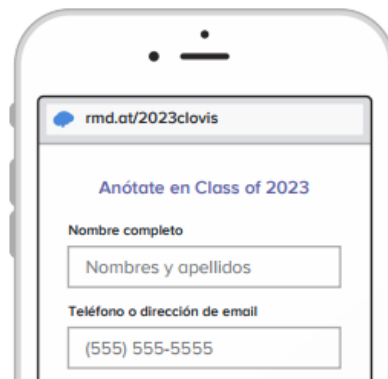 rmd.at/2023clovis
Anótate en Class of 2023
Nombre completo
Nombres y apellidos
Teléfono o dirección de email
(555) 555-5555